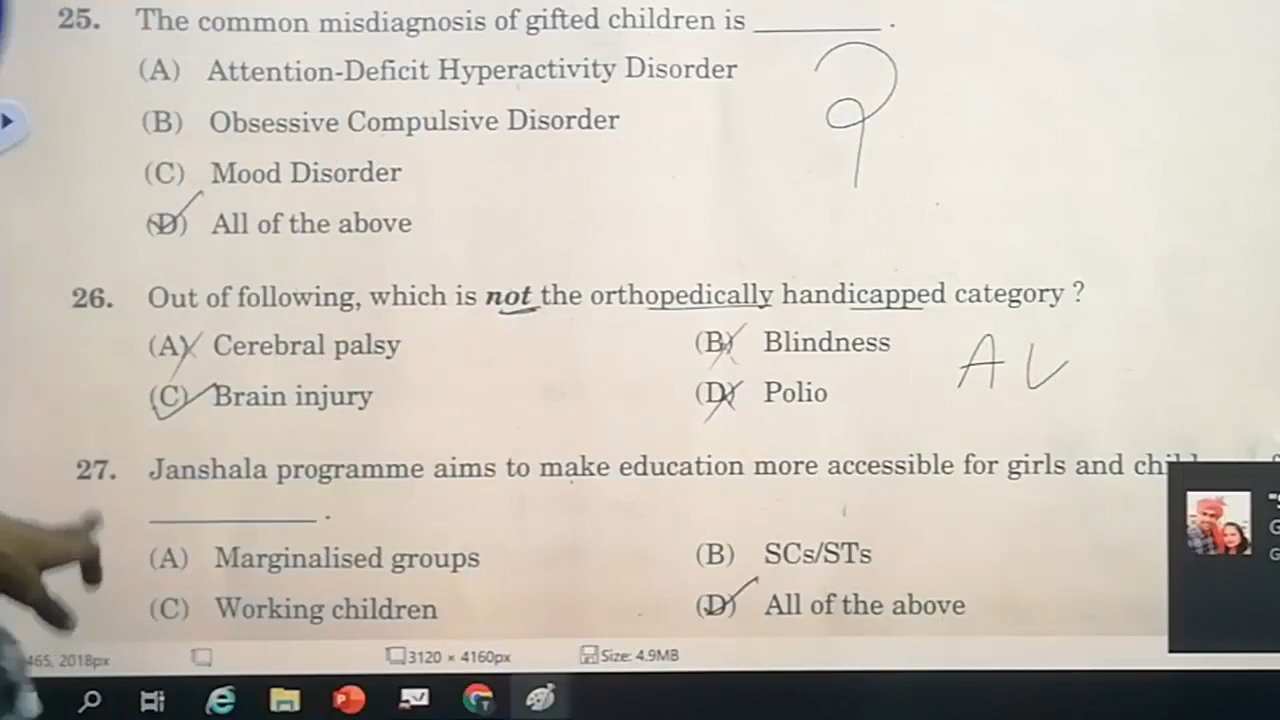 25. The common misdiagnosis of gifted children is ________ .
(A) Attention-Deficit Hyperactivity Disorder
(B) Obsessive Compulsive Disorder
(C) Mood Disorder
(D) All of the above
26. Out of following, which is not the orthopedically handicapped category ?
(A) Cerebral palsy (B) Blindness
(C) Brain injury (D) Polio
27. Janshala programme aims to make education more accessible for girls and
________ .
(A) Marginalised groups (B) SCs/STs
(C) Working children (D) All of the above
465, 2018px 3120 × 4160px Size: 4.9MB